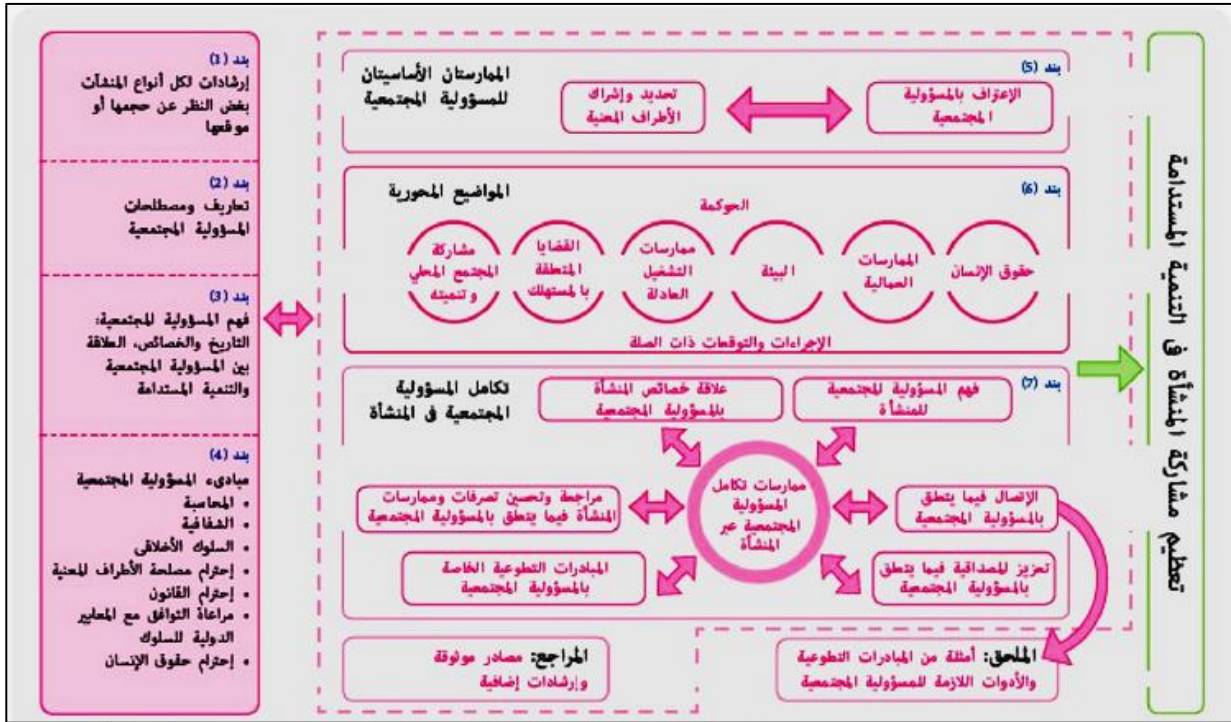 بند (1)
إرشادات لكل أنواع المنشآت
بغض النظر عن حجمها أو
موقعها
بند (2)
تعاريف ومصطلحات
المسؤولية المجتمعية
بند (3)
فهم المسؤولية المجتمعية:
التاريخ والخصائص، العلاقة
بين المسؤولية المجتمعية
والتنمية المستدامة
بند (4)
مبادىء المسؤولية المجتمعية
• المحاسبة
• الشفافية
• السلوك الأخلاقى
• إحترام مصلحة الأطراف المعنية
• إحترام القانون
• مراعاة التوافق مع المعايير
الدولية للسلوك
• إحترام حقوق الإنسان
بند (5)
الممارستان الأساسيتان
للمسؤولية المجتمعية
الإعتراف بالمسؤولية
المجتمعية
تحديد وإشراك
الأطراف المعنية
بند (6)
المواضيع المحورية
الحوكمة
حقوق الإنسان
الممارسات
العمالية
البيئة
ممارسات
التشغيل
العادلة
القضايا
المتعلقة
بالمستهلك
مشاركة
المجتمع المحلي
وتنميته
الإجراءات والتوقعات ذات الصلة
بند (7)
تكامل المسؤولية
المجتمعية فى المنشأة
فهم المسؤولية المجتمعية
للمنشأة
علاقة خصائص المنشأة
بالمسؤولية المجتمعية
ممارسات تكامل
المسؤولية
المجتمعية عبر
المنشأة
الإتصال فيما يتعلق
بالمسؤولية المجتمعية
مراجعة وتحسين تصرفات وممارسات
المنشأة فيما يتعلق بالمسؤولية المجتمعية
تعزيز المصداقية فيما يتعلق
بالمسؤولية المجتمعية
المبادرات التطوعية الخاصة
بالمسؤولية المجتمعية
الملحق: أمثلة من المبادرات التطوعية
والأدوات اللازمة للمسؤولية المجتمعية
المراجع: مصادر موثوقة
وإرشادات إضافية
تعظيم مشاركة المنشأة فى التنمية المستدامة